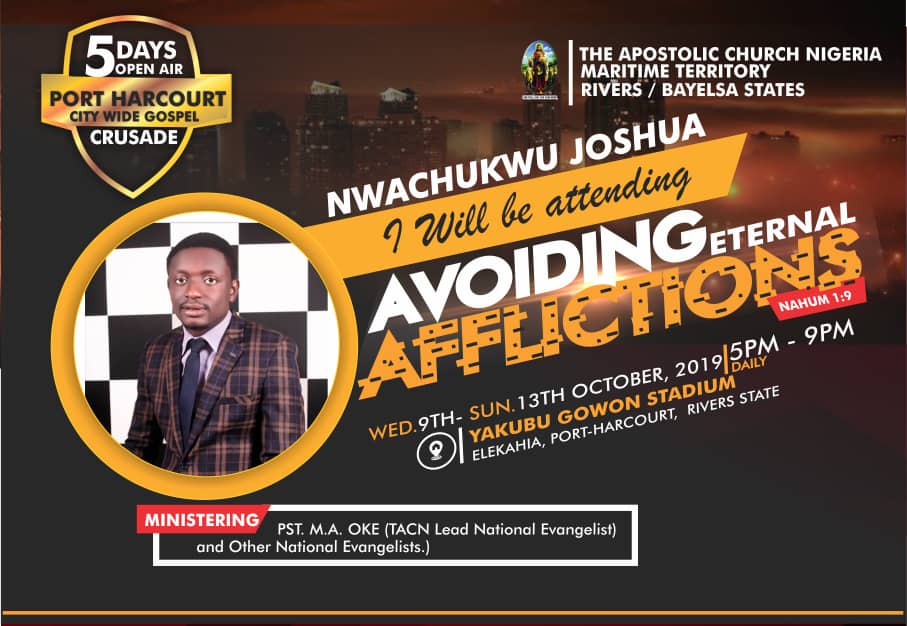 5 DAYS
OPEN AIR
PORT HARCOURT
CITY WIDE GOSPEL
CRUSADE
THE APOSTOLIC CHURCH NIGERIA
MARITIME TERRITORY
RIVERS / BAYELSA STATES
NWACHUKWU JOSHUA
I Will be attending
AVOIDING ETERNAL
AFFLICTIONS
NAHUM 1:9
WED.9TH- SUN.13TH OCTOBER, 2019 5PM - 9PM
DAILY
YAKUBU GOWON STADIUM
ELEKAHIA, PORT-HARCOURT, RIVERS STATE
MINISTERING PST. M.A. OKE (TACN Lead National Evangelist)
and Other National Evangelists.)